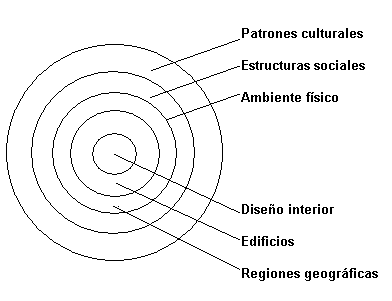 Patrones culturales
Estructuras sociales
Ambiente físico
Diseño interior
Edificios
Regiones geográficas